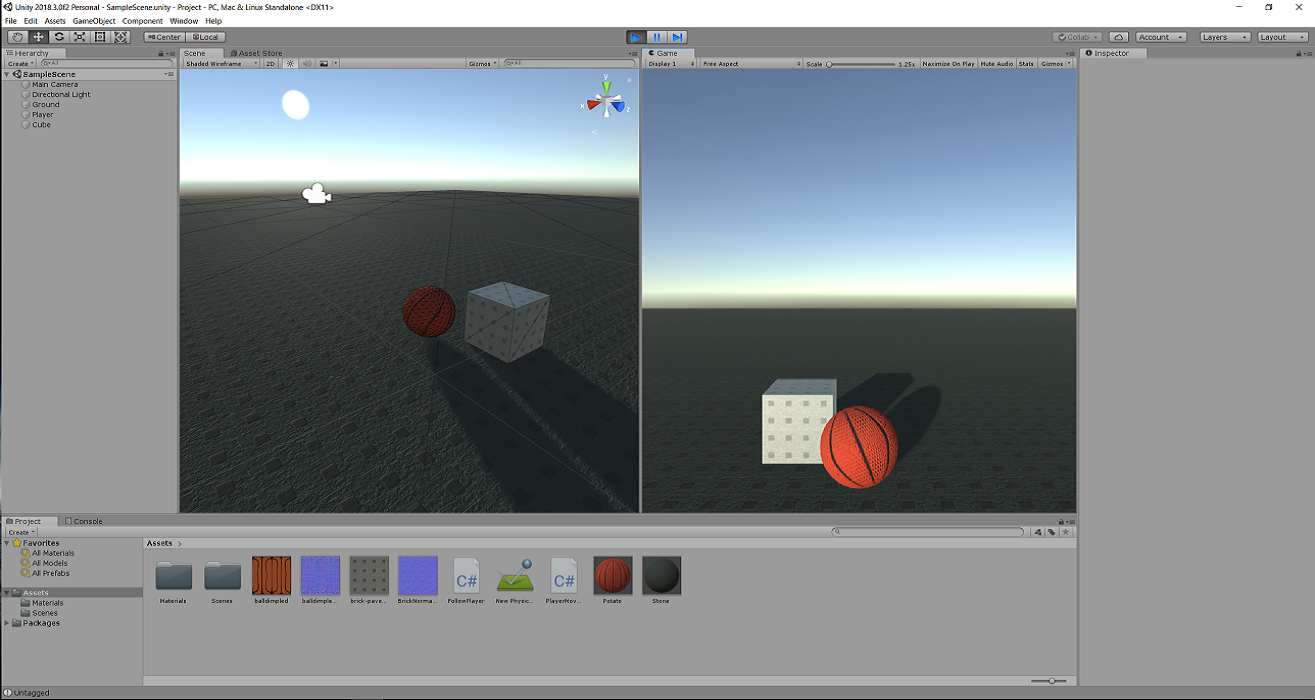 Unity 2018.3.0f2 Personal - SampleScene.unity - Project - PC, Mac & Linux Standalone <DX11>
File Edit Assets GameObject Component Window Help
Center Local
Collab Account Layers Layout
Hierarchy
Create All
SampleScene
Main Camera
Directional Light
Ground
Player
Cube
Scene Asset Store
Shaded Wireframe 2D Gizmos All
y
x
z
Game
Display 1 Free Aspect Scale 1.25x Maximize On Play Mute Audio Stats Gizmos
Inspector
Project Console
Create
Favorites
All Materials
All Models
All Prefabs
Assets
Materials
Scenes
Packages
Assets
C# C#
Materials Scenes balldimpled balldimple... brick-pave... BrickNorma... FollowPlayer New Physic... PlayerMov... Potato Stone
Untagged